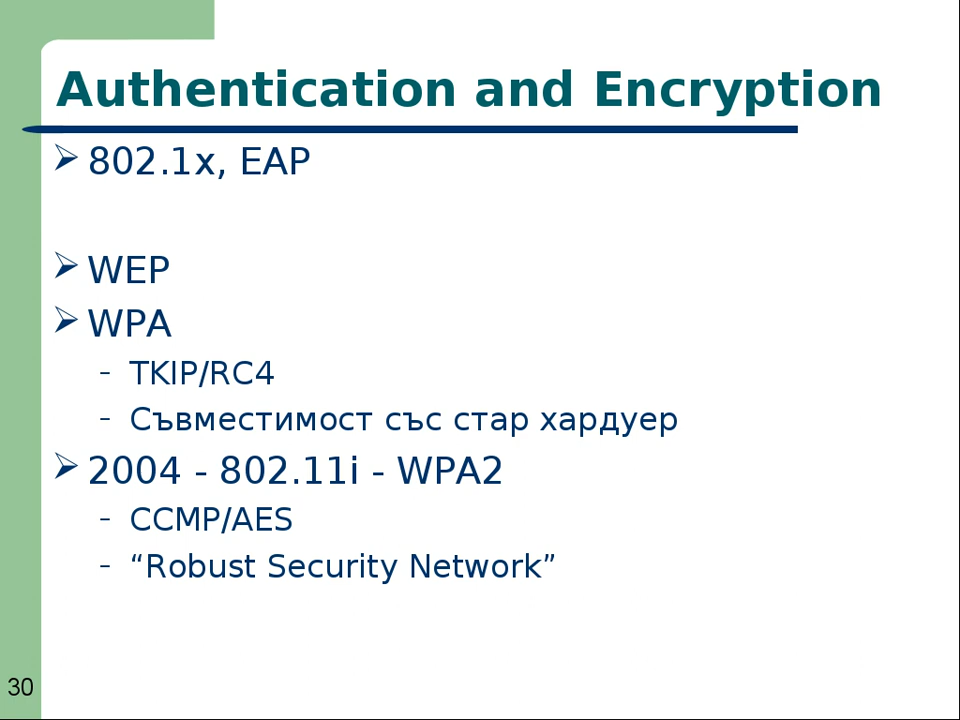 Authentication and Encryption
802.1x, EAP
WEP
WPA
– TKIP/RC4
– Съвместимост със стар хардуер
2004 - 802.11i - WPA2
– CCMP/AES
– “Robust Security Network”
30